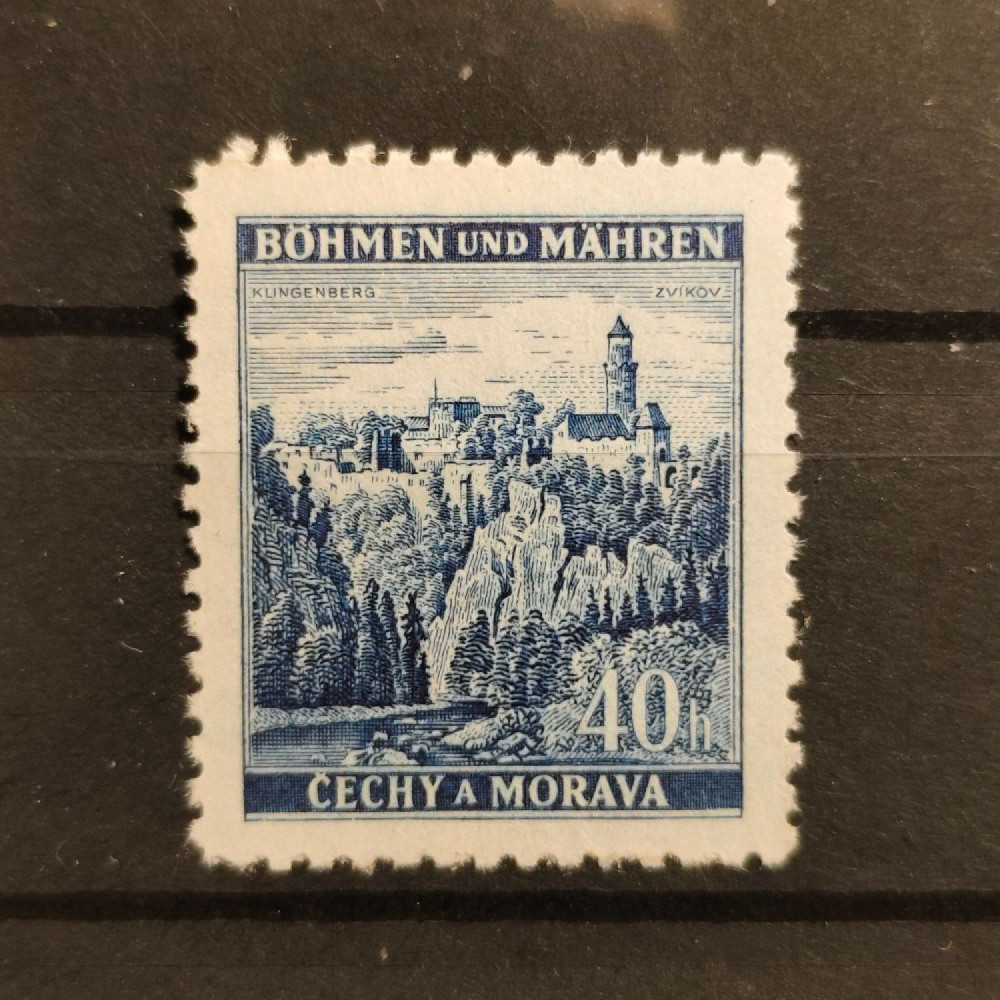 BÖHMEN UND MÄHREN
KLINGENBERG ZVÍKOV
40h
ČECHY A MORAVA